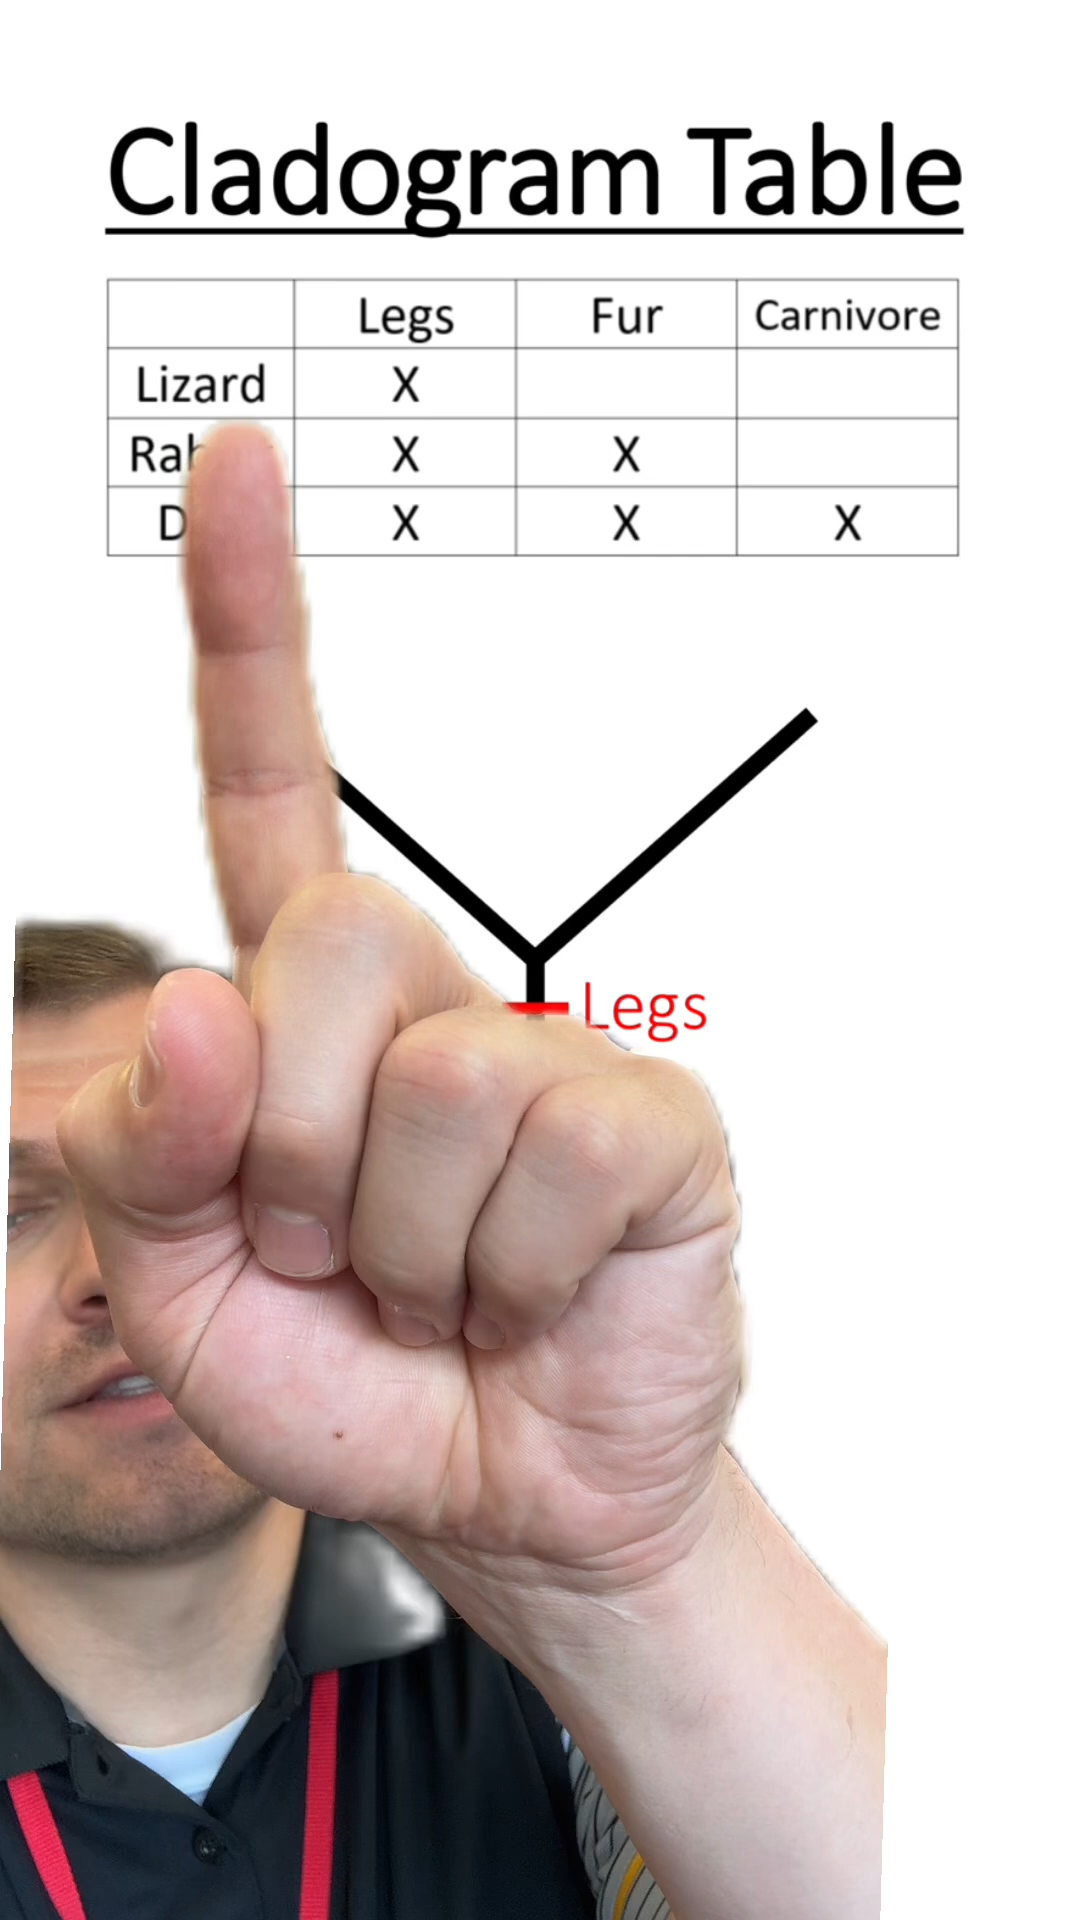 Cladogram Table
Legs Fur Carnivore
Lizard X
X X
X X X
Legs